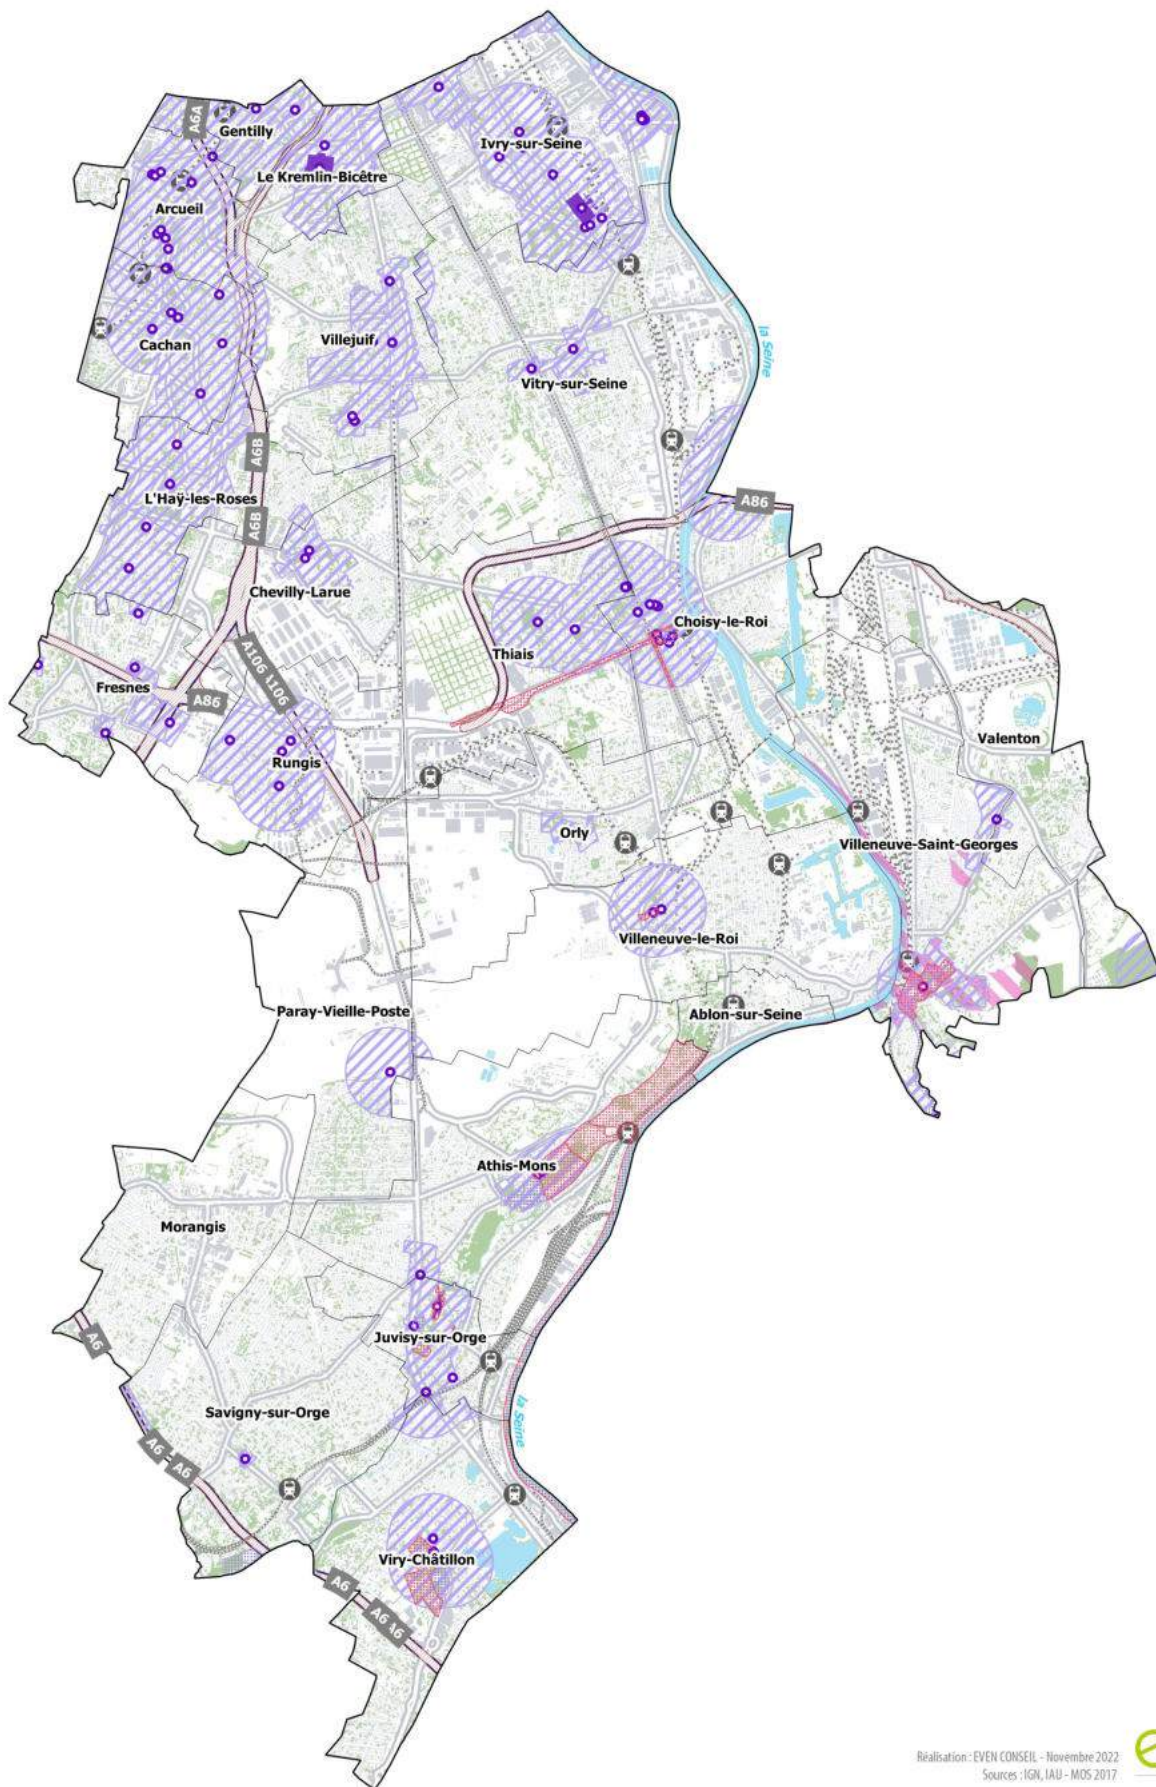 A6A
Gentilly
Ivry-sur-Seine
Le Kremlin-Bicêtre
Arcueil
la Seine
Cachan
Villejuif
Vitry-sur-Seine
A6B
L'Haÿ-les-Roses
A86
A6B
Chevilly-Larue
Choisy-le-Roi
Thiais
A106
A106
Fresnes
A86
Rungis
Valenton
Orly
Villeneuve-Saint-Georges
Villeneuve-le-Roi
Paray-Vieille-Poste
Ablon-sur-Seine
Athis-Mons
Morangis
A6
Juvisy-sur-Orge
Savigny-sur-Orge
la Seine
A6
A6
Viry-Châtillon
A6
A6
A6
Réalisation : EVEN CONSEIL - Novembre 2022
Sources : IGN, IAU - MOS 2017